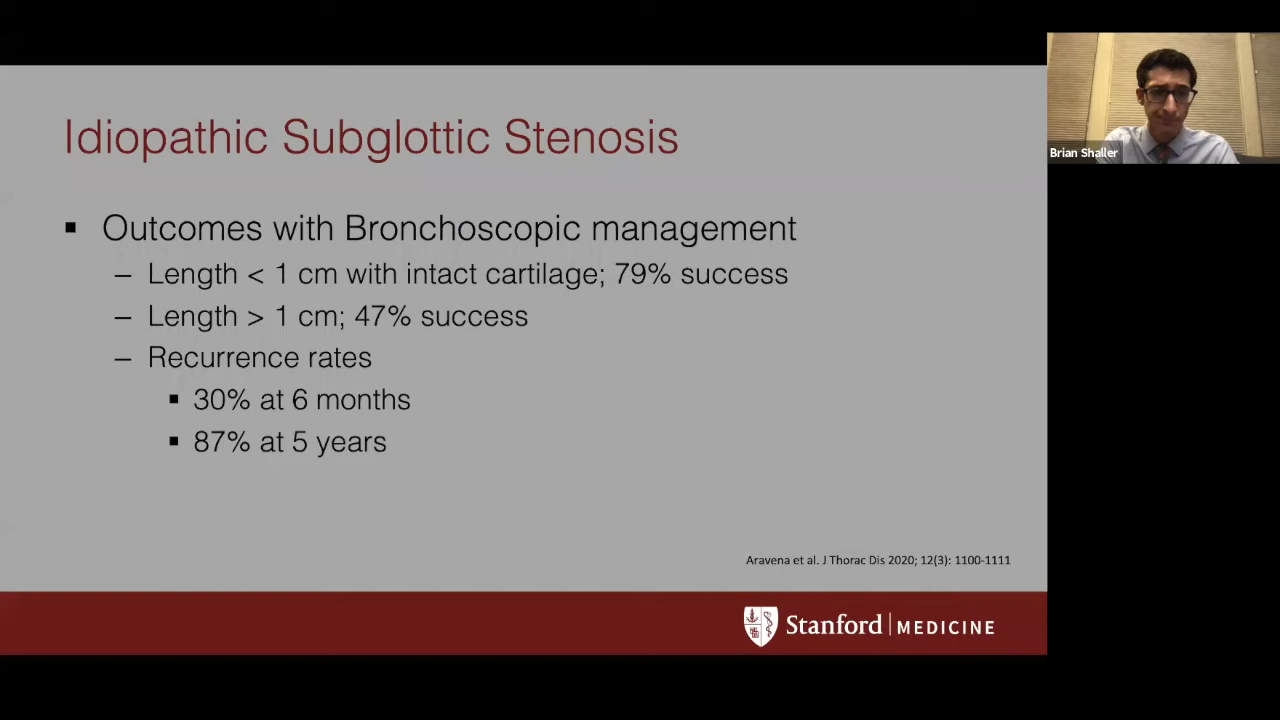 Idiopathic Subglottic Stenosis
▪ Outcomes with Bronchoscopic management
– Length < 1 cm with intact cartilage; 79% success
– Length > 1 cm; 47% success
– Recurrence rates
▪ 30% at 6 months
▪ 87% at 5 years
Aravena et al. J Thorac Dis 2020; 12(3): 1100-1111
Stanford | MEDICINE
Brian Shaller